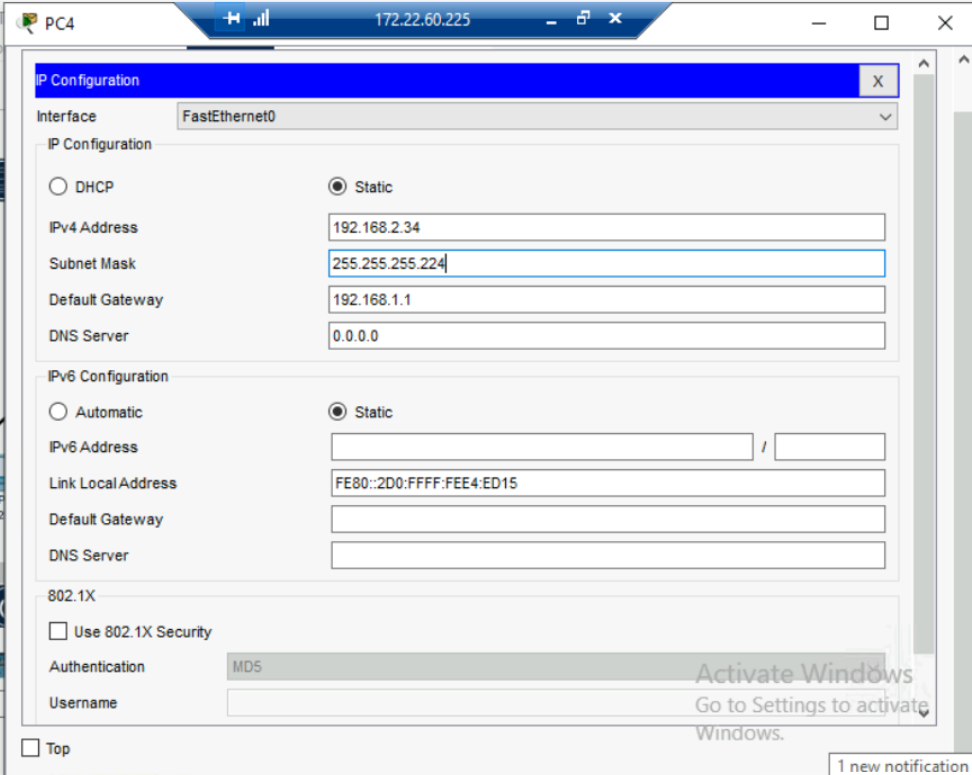 PC4
172.22.60.225
IP Configuration
X
Interface
FastEthernet0
IP Configuration
DHCP
Static
IPv4 Address
192.168.2.34
Subnet Mask
255.255.255.224
Default Gateway
192.168.1.1
DNS Server
0.0.0.0
IPv6 Configuration
Automatic
Static
IPv6 Address
/
Link Local Address
FE80::2D0:FFFF:FEE4:ED15
Default Gateway
DNS Server
802.1X
Use 802.1X Security
Authentication
MD5
Username
Activate Windows
Go to Settings to activate
Windows.
Top
1 new notification